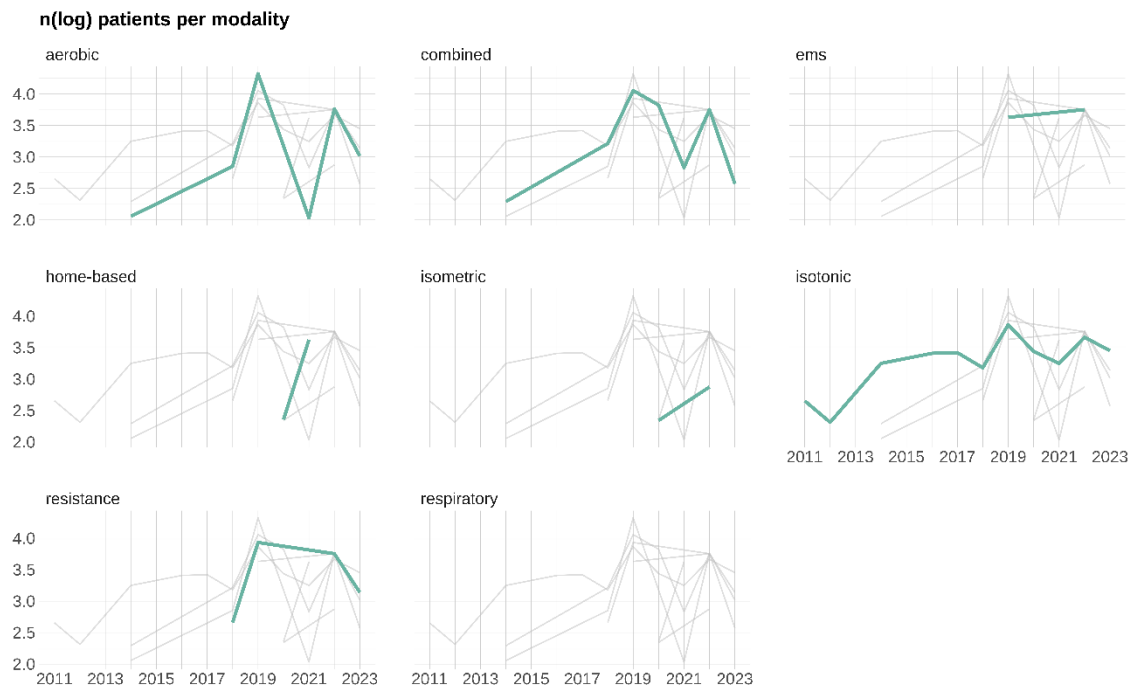 n(log) patients per modality
aerobic combined ems
4.0
3.5
3.0
2.5
2.0
home-based isometric isotonic
4.0
3.5
3.0
2.5
2.0
2011 2013 2015 2017 2019 2021 2023
resistance respiratory
4.0
3.5
3.0
2.5
2.0
2011 2013 2015 2017 2019 2021 2023 2011 2013 2015 2017 2019 2021 2023